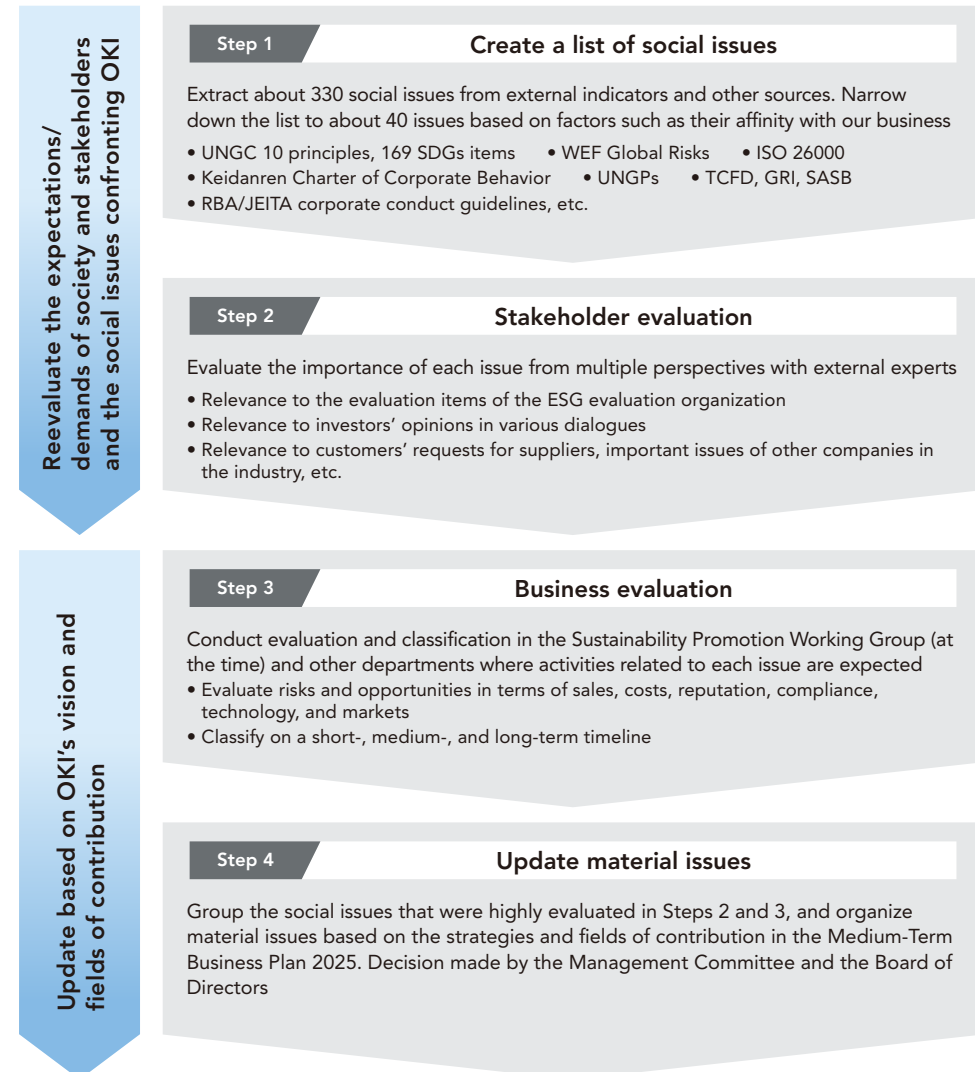 Reevaluate the expectations/
demands of society and stakeholders
and the social issues confronting OKI
Step 1
Create a list of social issues
Extract about 330 social issues from external indicators and other sources. Narrow
down the list to about 40 issues based on factors such as their affinity with our business
• UNGC 10 principles, 169 SDGs items • WEF Global Risks • ISO 26000
• Keidanren Charter of Corporate Behavior • UNGPs • TCFD, GRI, SASB
• RBA/JEITA corporate conduct guidelines, etc.
Step 2
Stakeholder evaluation
Evaluate the importance of each issue from multiple perspectives with external experts
• Relevance to the evaluation items of the ESG evaluation organization
• Relevance to investors’ opinions in various dialogues
• Relevance to customers’ requests for suppliers, important issues of other companies in
the industry, etc.
Update based on OKI’s vision and
fields of contribution
Step 3
Business evaluation
Conduct evaluation and classification in the Sustainability Promotion Working Group (at
the time) and other departments where activities related to each issue are expected
• Evaluate risks and opportunities in terms of sales, costs, reputation, compliance,
technology, and markets
• Classify on a short-, medium-, and long-term timeline
Step 4
Update material issues
Group the social issues that were highly evaluated in Steps 2 and 3, and organize
material issues based on the strategies and fields of contribution in the Medium-Term
Business Plan 2025. Decision made by the Management Committee and the Board of
Directors